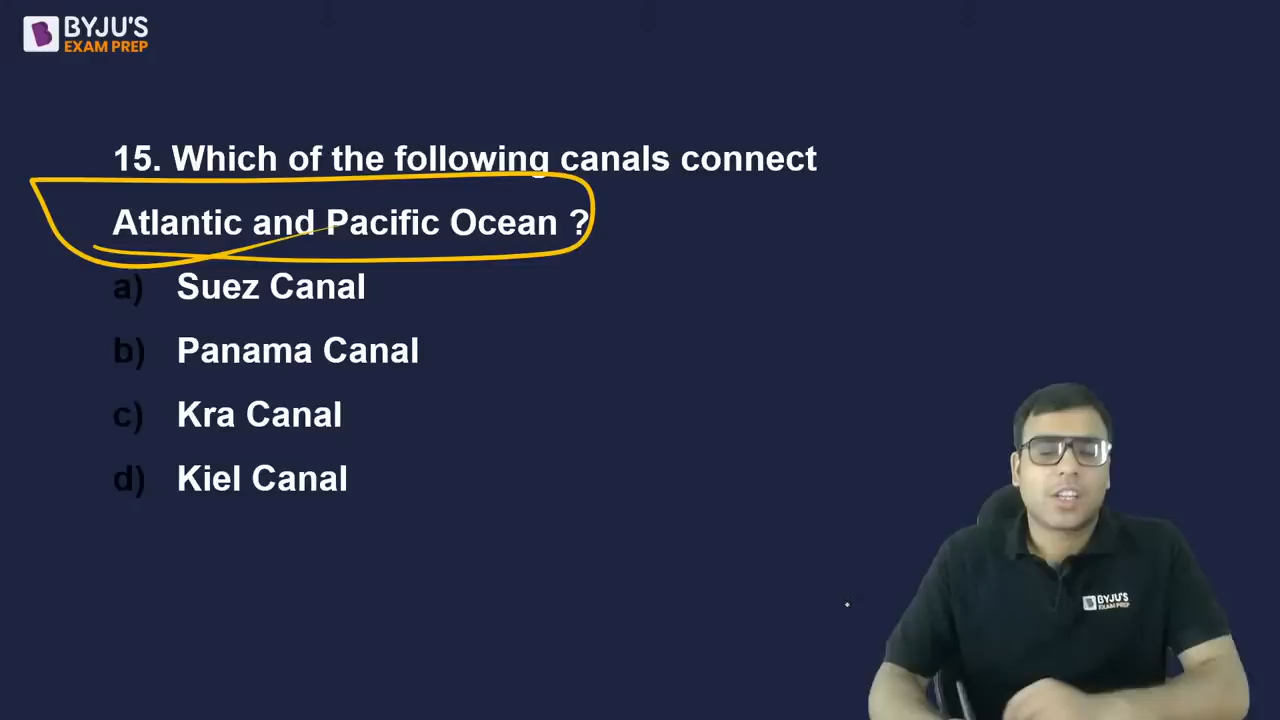 BYJU'S
EXAM PREP
15. Which of the following canals connect
Atlantic and Pacific Ocean ?
a) Suez Canal
b) Panama Canal
c) Kra Canal
d) Kiel Canal
BYJU'S
EXAM PREP